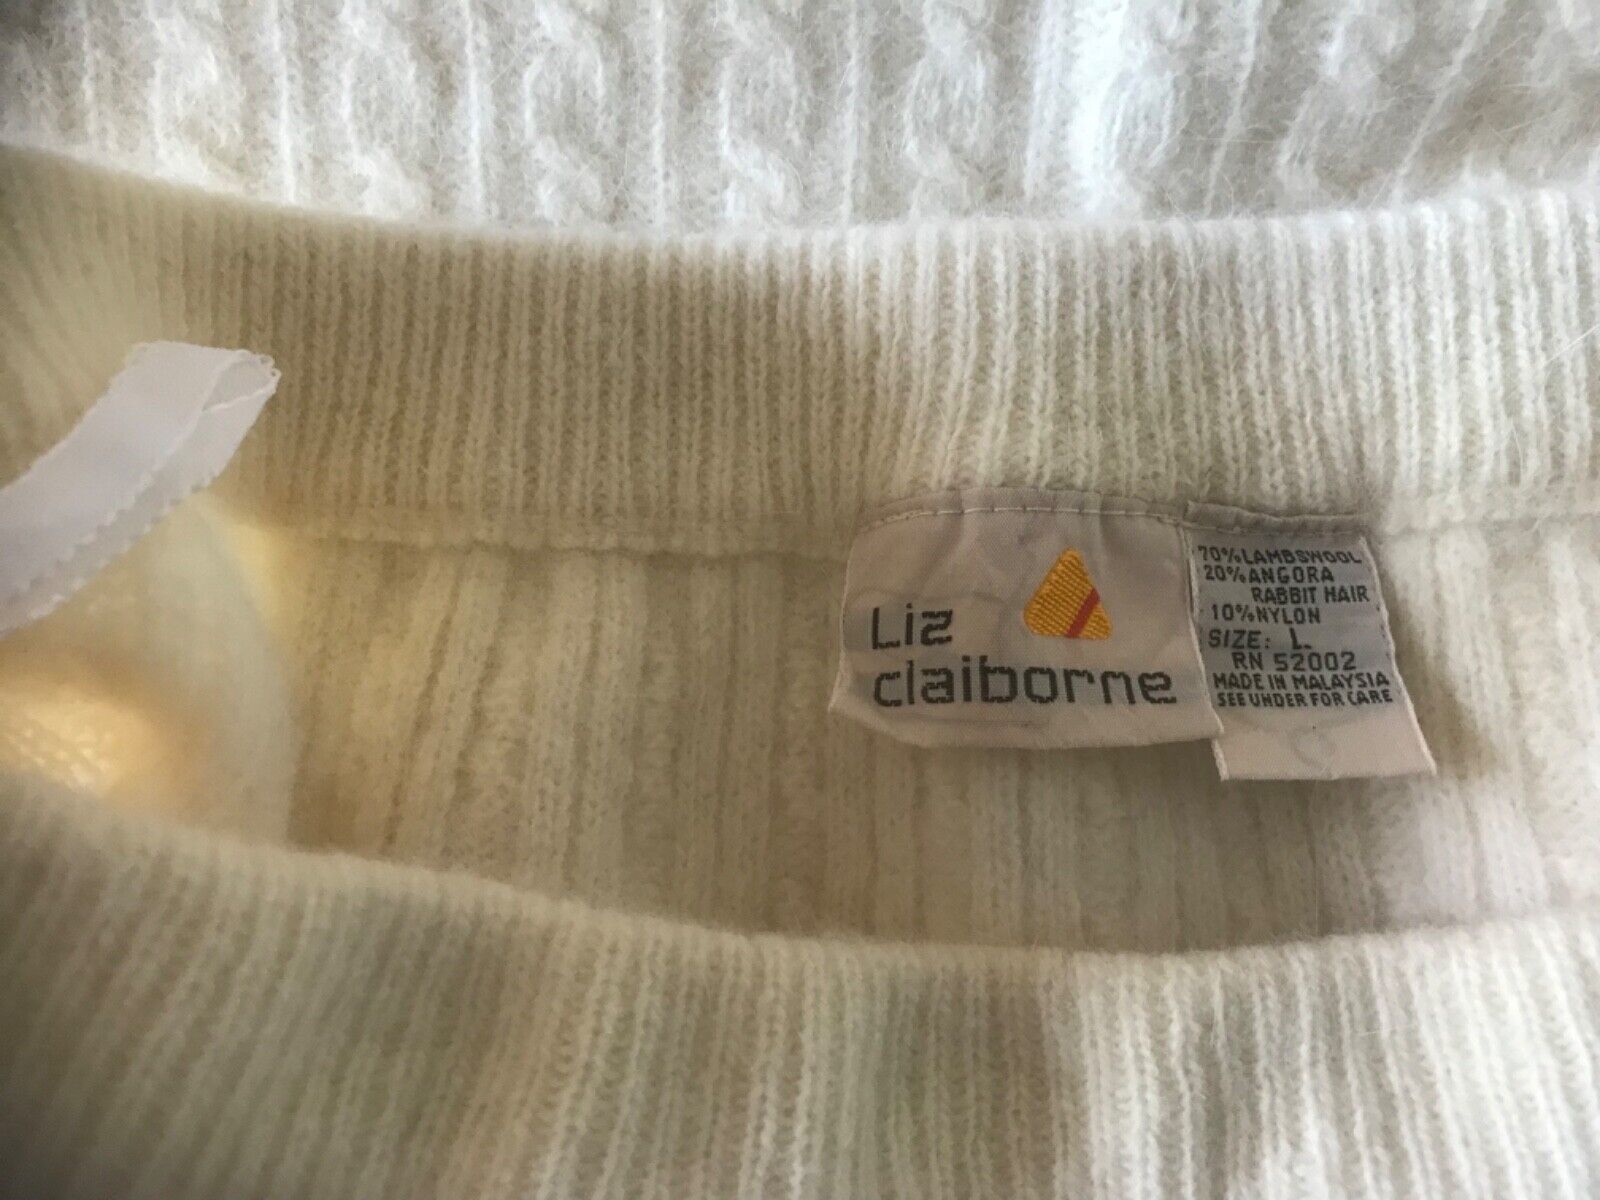 Liz
claiborne
70% LAMBSWOOL
20% ANGORA
RABBIT HAIR
10% NYLON
SIZE: L
RN 52002
MADE IN MALAYSIA
SEE UNDER FOR CARE